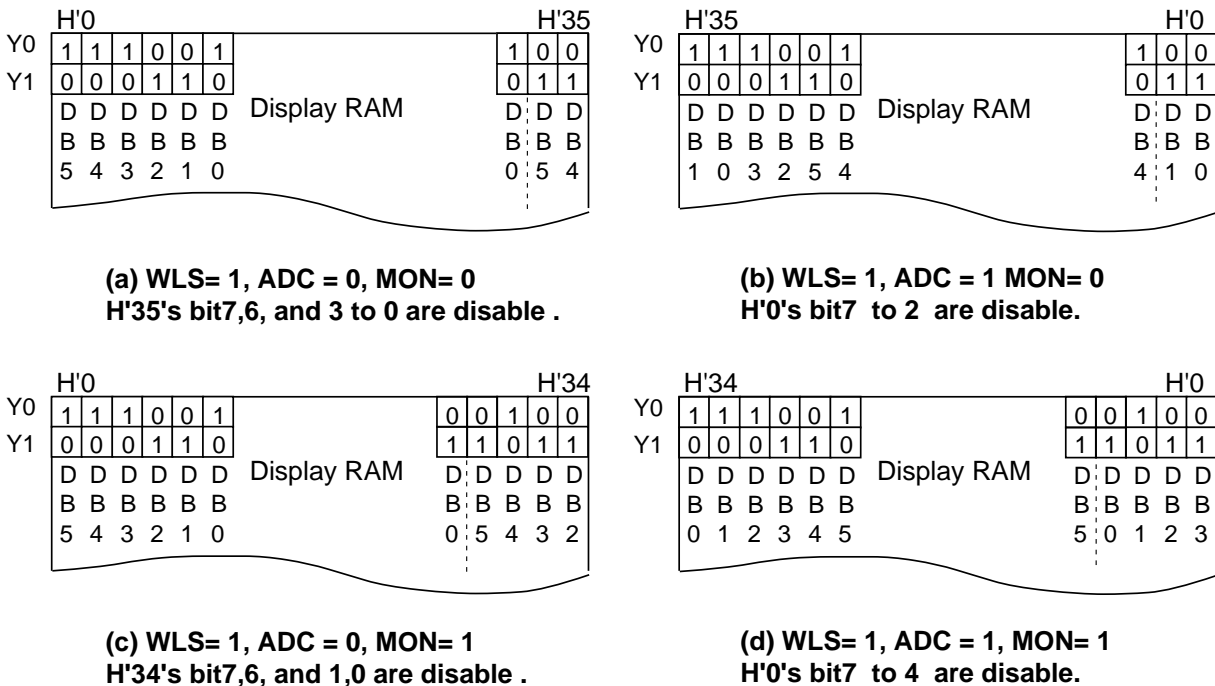 H'0 H'35
Y0 1 1 1 0 0 1 1 0 0
Y1 0 0 0 1 1 0 0 1 1
D D D D D D Display RAM D D D
B B B B B B B B B
5 4 3 2 1 0 0 5 4
(a) WLS= 1, ADC = 0, MON= 0
H'35's bit7,6, and 3 to 0 are disable .
H'35 H'0
Y0 1 1 1 0 0 1 1 0 0
Y1 0 0 0 1 1 0 0 1 1
D D D D D D Display RAM D D D
B B B B B B B B B
1 0 3 2 5 4 4 1 0
(b) WLS= 1, ADC = 1 MON= 0
H'0's bit7 to 2 are disable.
H'0 H'34
Y0 1 1 1 0 0 1 0 0 1 0 0
Y1 0 0 0 1 1 0 1 1 0 1 1
D D D D D D Display RAM D D D D D
B B B B B B B B B B B
5 4 3 2 1 0 0 5 4 3 2
(c) WLS= 1, ADC = 0, MON= 1
H'34's bit7,6, and 1,0 are disable .
H'34 H'0
Y0 1 1 1 0 0 1 0 0 1 0 0
Y1 0 0 0 1 1 0 1 1 0 1 1
D D D D D D Display RAM D D D D D
B B B B B B B B B B B
0 1 2 3 4 5 5 0 1 2 3
(d) WLS= 1, ADC = 1, MON= 1
H'0's bit7 to 4 are disable.